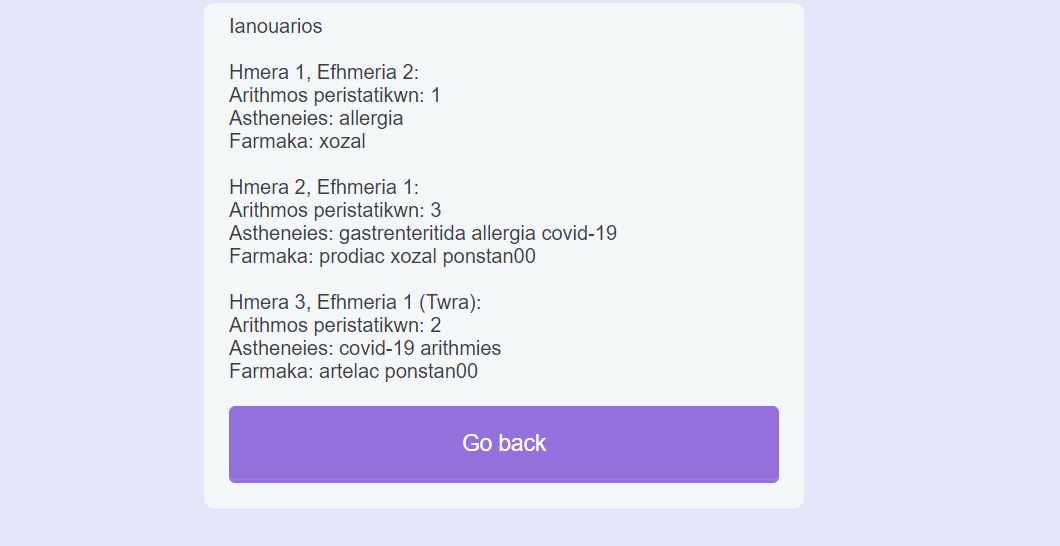 Ianouarios
Hmera 1, Efhmeria 2:
Arithmos peristatikwn: 1
Astheneies: allergia
Farmaka: xozal
Hmera 2, Efhmeria 1:
Arithmos peristatikwn: 3
Astheneies: gastrenteritida allergia covid-19
Farmaka: prodiac xozal ponstan00
Hmera 3, Efhmeria 1 (Twra):
Arithmos peristatikwn: 2
Astheneies: covid-19 arithmies
Farmaka: artelac ponstan00
Go back